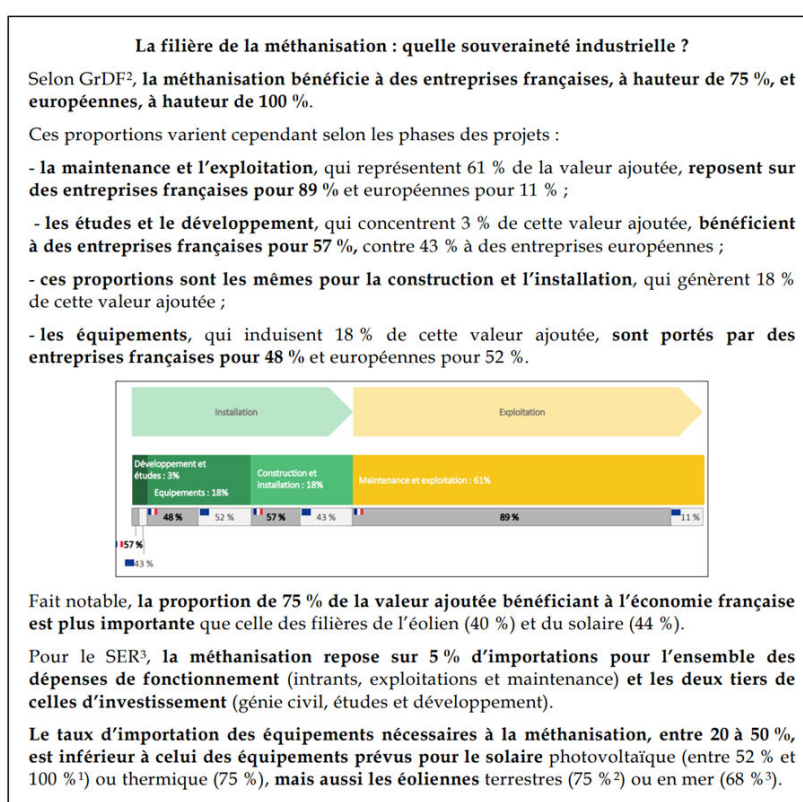 La filière de la méthanisation : quelle souveraineté industrielle ?
Selon GrDF², la méthanisation bénéficie à des entreprises françaises, à hauteur de 75 %, et
européennes, à hauteur de 100 %.
Ces proportions varient cependant selon les phases des projets :
- la maintenance et l'exploitation, qui représentent 61 % de la valeur ajoutée, reposent sur
des entreprises françaises pour 89 % et européennes pour 11 % ;
- les études et le développement, qui concentrent 3 % de cette valeur ajoutée, bénéficient
à des entreprises françaises pour 57 %, contre 43 % à des entreprises européennes ;
- ces proportions sont les mêmes pour la construction et l'installation, qui génèrent 18 %
de cette valeur ajoutée ;
- les équipements, qui induisent 18 % de cette valeur ajoutée, sont portés par des
entreprises françaises pour 48 % et européennes pour 52 %.
Installation
Exploitation
Développement et
études : 3%
Equipements : 18%
Construction et
installation : 18%
Maintenance et exploitation : 61%
48 %
52 %
57 %
43 %
89 %
11 %
57 %
43 %
Fait notable, la proportion de 75 % de la valeur ajoutée bénéficiant à l'économie française
est plus importante que celle des filières de l'éolien (40 %) et du solaire (44 %).
Pour le SER³, la méthanisation repose sur 5 % d'importations pour l'ensemble des
dépenses de fonctionnement (intrants, exploitations et maintenance) et les deux tiers de
celles d'investissement (génie civil, études et développement).
Le taux d'importation des équipements nécessaires à la méthanisation, entre 20 à 50 %,
est inférieur à celui des équipements prévus pour le solaire photovoltaïque (entre 52 % et
100 %¹) ou thermique (75 %), mais aussi les éoliennes terrestres (75 %²) ou en mer (68 %³).